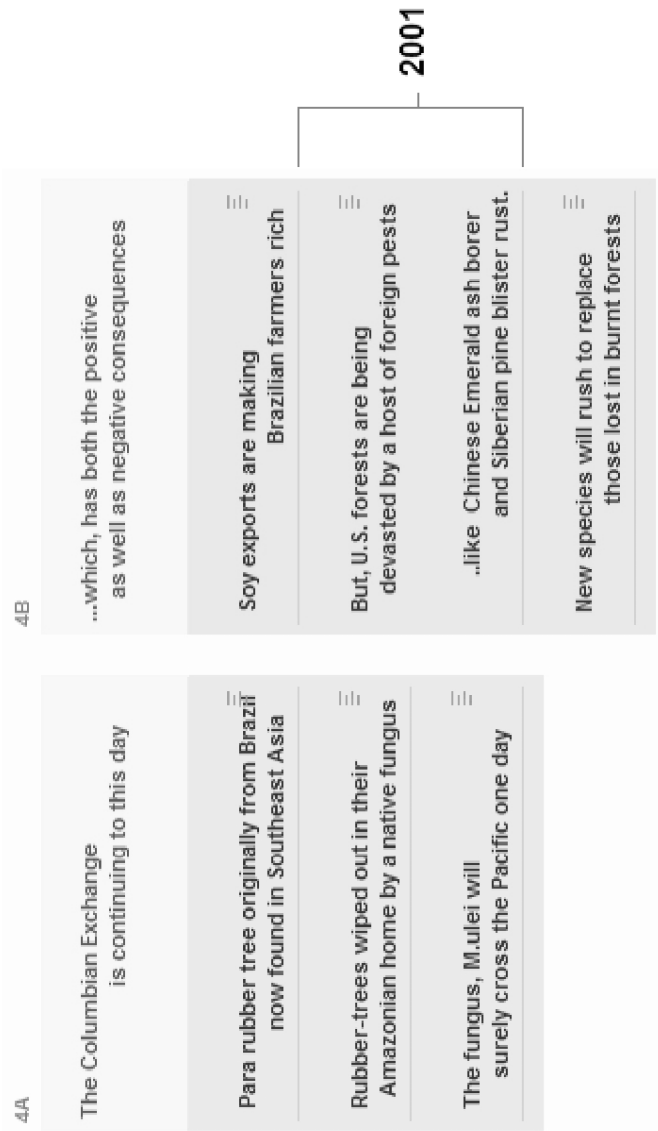 4A
The Columbian Exchange
is continuing to this day
Para rubber tree originally from Brazil
now found in Southeast Asia
Rubber-trees wiped out in their
Amazonian home by a native fungus
The fungus, M.ulei will
surely cross the Pacific one day
4B
...which, has both the positive
as well as negative consequences
Soy exports are making
Brazilian farmers rich
But, U.S. forests are being
devasted by a host of foreign pests
..like Chinese Emerald ash borer
and Siberian pine blister rust.
New species will rush to replace
those lost in burnt forests
2001